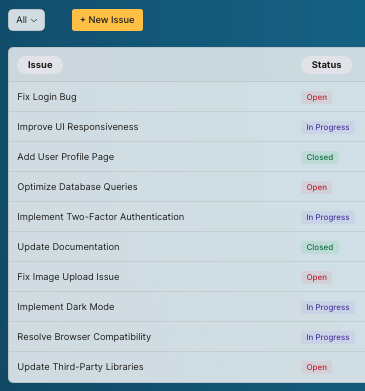 All
+ New Issue
Issue Status
Fix Login Bug Open
Improve UI Responsiveness In Progress
Add User Profile Page Closed
Optimize Database Queries Open
Implement Two-Factor Authentication In Progress
Update Documentation Closed
Fix Image Upload Issue Open
Implement Dark Mode In Progress
Resolve Browser Compatibility In Progress
Update Third-Party Libraries Open